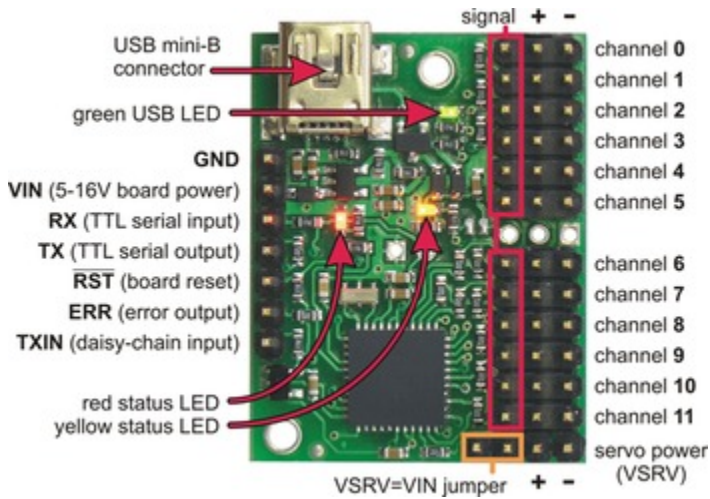 signal + -
USB mini-B
connector
green USB LED
GND
VIN (5-16V board power)
RX (TTL serial input)
TX (TTL serial output)
RST (board reset)
ERR (error output)
TXIN (daisy-chain input)
red status LED
yellow status LED
channel 0
channel 1
channel 2
channel 3
channel 4
channel 5
channel 6
channel 7
channel 8
channel 9
channel 10
channel 11
servo power
(VSRV)
VSRV=VIN jumper + -